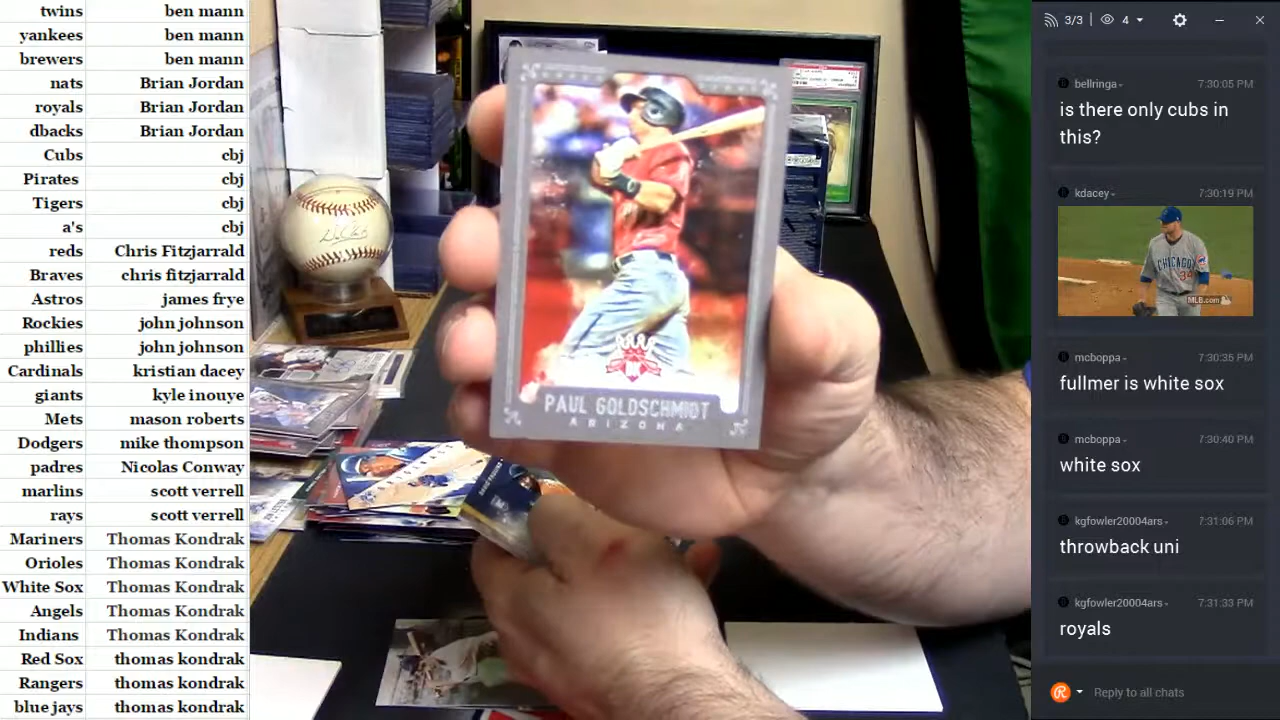 twins ben mann
yankees ben mann
brewers ben mann
nats Brian Jordan
royals Brian Jordan
dbacks Brian Jordan
Cubs cbj
Pirates cbj
Tigers cbj
a's cbj
reds Chris Fitzjarrald
Braves chris fitzjarrald
Astros james frye
Rockies john johnson
phillies john johnson
Cardinals kristian dacey
giants kyle inouye
Mets mason roberts
Dodgers mike thompson
padres Nicolas Conway
marlins scott verrell
rays scott verrell
Mariners Thomas Kondrak
Orioles Thomas Kondrak
White Sox Thomas Kondrak
Angels Thomas Kondrak
Indians Thomas Kondrak
Red Sox thomas kondrak
Rangers thomas kondrak
blue jays thomas kondrak
PAUL GOLDSCHMIDT
ARIZONA
3/3 4
bellringa 7:30:05 PM
is there only cubs in
this?
kdacey 7:30:19 PM
CHICAGO
34
MLB.com
mcboppa 7:30:35 PM
fullmer is white sox
mcboppa 7:30:40 PM
white sox
kgfowler20004ars 7:31:06 PM
throwback uni
kgfowler20004ars 7:31:33 PM
royals
Reply to all chats